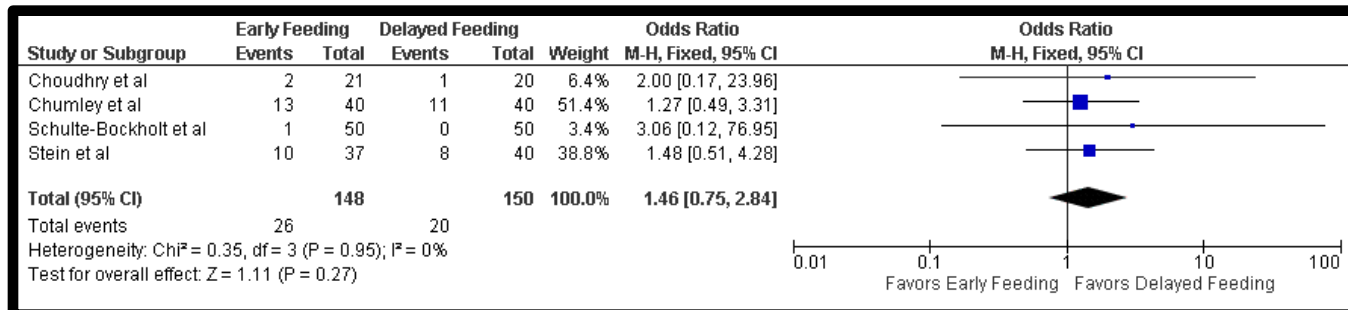 Early Feeding Delayed Feeding Odds Ratio Odds Ratio
Study or Subgroup Events Total Events Total Weight M-H, Fixed, 95% CI M-H, Fixed, 95% CI
Choudhry et al 2 21 1 20 6.4% 2.00 [0.17, 23.96]
Chumley et al 13 40 11 40 51.4% 1.27 [0.49, 3.31]
Schulte-Bockholt et al 1 50 0 50 3.4% 3.06 [0.12, 76.95]
Stein et al 10 37 8 40 38.8% 1.48 [0.51, 4.28]
Total (95% CI) 148 150 100.0% 1.46 [0.75, 2.84]
Total events 26 20
Heterogeneity: Chi² = 0.35, df = 3 (P = 0.95); I² = 0%
Test for overall effect: Z = 1.11 (P = 0.27)
0.01 0.1 1 10 100
Favors Early Feeding Favors Delayed Feeding